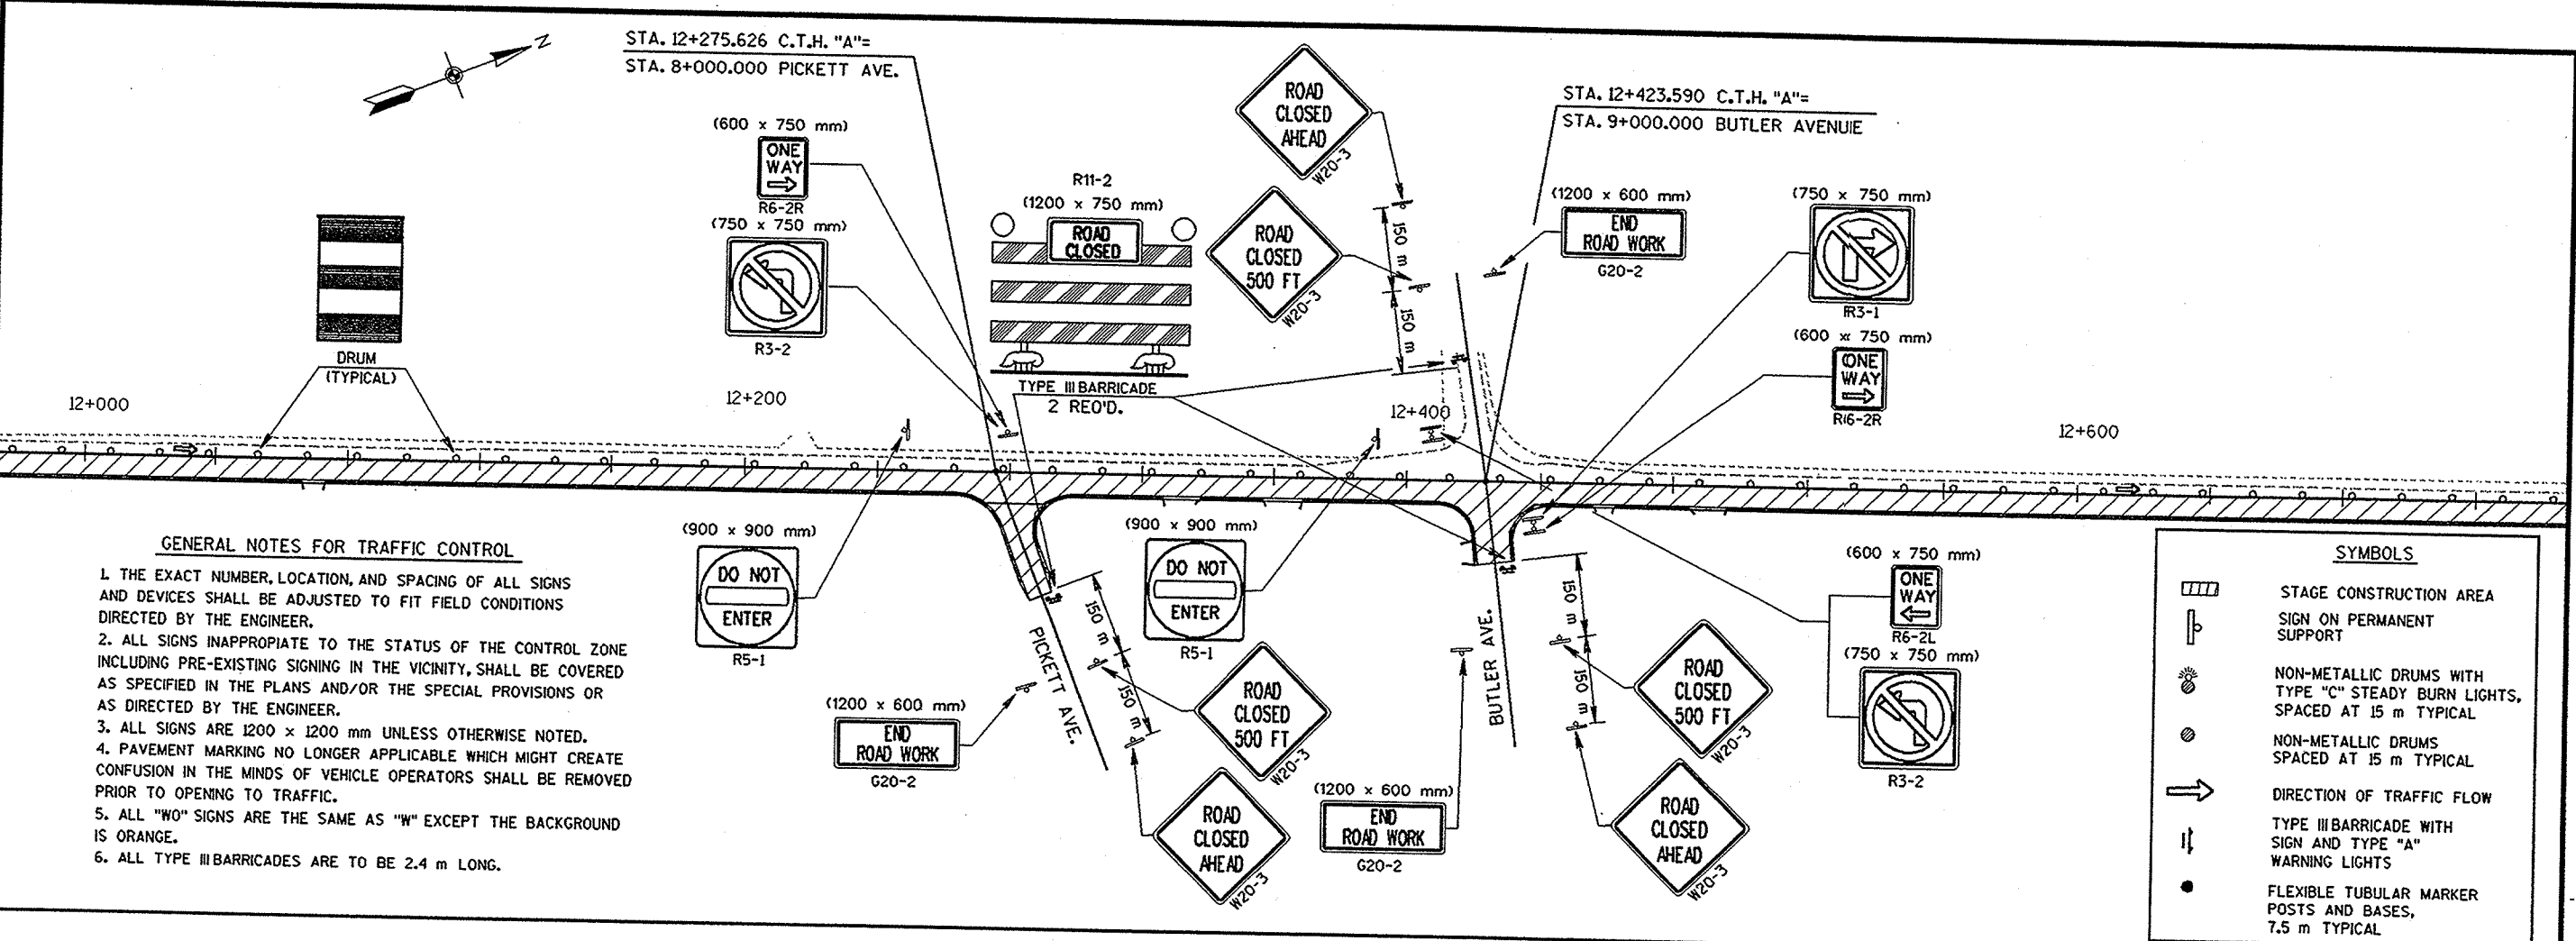 N
STA. 12+275.626 C.T.H. "A"=
STA. 8+000.000 PICKETT AVE.
(600 x 750 mm)
ONE
WAY
R6-2R
(750 x 750 mm)
R3-2
R11-2
(1200 x 750 mm)
ROAD
CLOSED
TYPE III BARRICADE
2 REO'D.
ROAD
CLOSED
AHEAD
W20-3
ROAD
CLOSED
500 FT
W20-3
150 m
150 m
STA. 12+423.590 C.T.H. "A"=
STA. 9+000.000 BUTLER AVENUIE
(1200 x 600 mm)
END
ROAD WORK
G20-2
(750 x 750 mm)
R3-1
(600 x 750 mm)
ONE
WAY
R6-2R
DRUM
(TYPICAL)
12+000
12+200
12+400
12+600
GENERAL NOTES FOR TRAFFIC CONTROL
1. THE EXACT NUMBER, LOCATION, AND SPACING OF ALL SIGNS
AND DEVICES SHALL BE ADJUSTED TO FIT FIELD CONDITIONS
DIRECTED BY THE ENGINEER.
2. ALL SIGNS INAPPROPIATE TO THE STATUS OF THE CONTROL ZONE
INCLUDING PRE-EXISTING SIGNING IN THE VICINITY, SHALL BE COVERED
AS SPECIFIED IN THE PLANS AND/OR THE SPECIAL PROVISIONS OR
AS DIRECTED BY THE ENGINEER.
3. ALL SIGNS ARE 1200 x 1200 mm UNLESS OTHERWISE NOTED.
4. PAVEMENT MARKING NO LONGER APPLICABLE WHICH MIGHT CREATE
CONFUSION IN THE MINDS OF VEHICLE OPERATORS SHALL BE REMOVED
PRIOR TO OPENING TO TRAFFIC.
5. ALL "WO" SIGNS ARE THE SAME AS "W" EXCEPT THE BACKGROUND
IS ORANGE.
6. ALL TYPE III BARRICADES ARE TO BE 2.4 m LONG.
(900 x 900 mm)
DO NOT
ENTER
R5-1
(1200 x 600 mm)
END
ROAD WORK
G20-2
PICKETT AVE.
150 m
150 m
(900 x 900 mm)
DO NOT
ENTER
R5-1
ROAD
CLOSED
500 FT
W20-3
ROAD
CLOSED
AHEAD
W20-3
(1200 x 600 mm)
END
ROAD WORK
G20-2
BUTLER AVE.
150 m
150 m
ROAD
CLOSED
500 FT
W20-3
ROAD
CLOSED
AHEAD
W20-3
(600 x 750 mm)
ONE
WAY
R6-2L
(750 x 750 mm)
R3-2
SYMBOLS
STAGE CONSTRUCTION AREA
SIGN ON PERMANENT
SUPPORT
NON-METALLIC DRUMS WITH
TYPE "C" STEADY BURN LIGHTS,
SPACED AT 15 m TYPICAL
NON-METALLIC DRUMS
SPACED AT 15 m TYPICAL
DIRECTION OF TRAFFIC FLOW
TYPE III BARRICADE WITH
SIGN AND TYPE "A"
WARNING LIGHTS
FLEXIBLE TUBULAR MARKER
POSTS AND BASES,
7.5 m TYPICAL